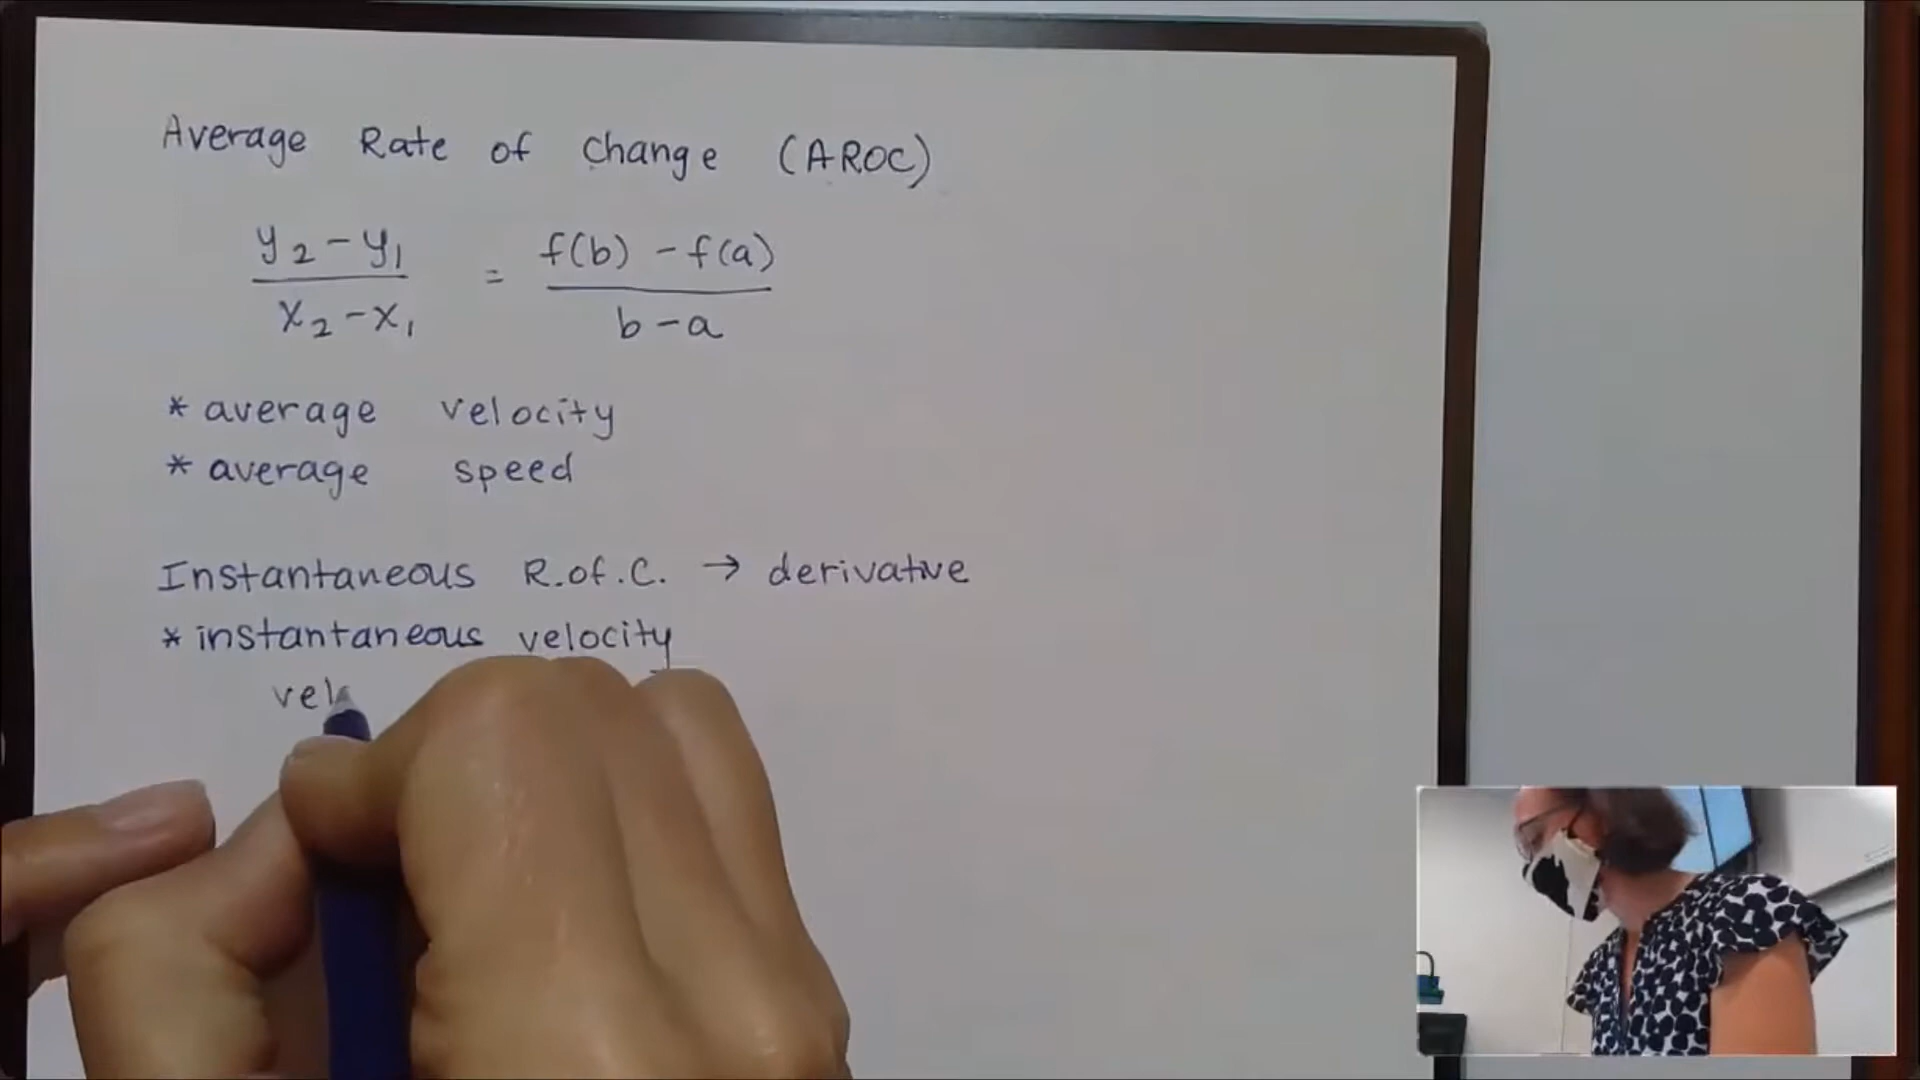 Average Rate of Change (AROC)
y₂-y₁ / x₂-x₁ = f(b) - f(a) / b-a
* average velocity
* average speed
Instantaneous R.of.C. → derivative
* instantaneous velocity
vel